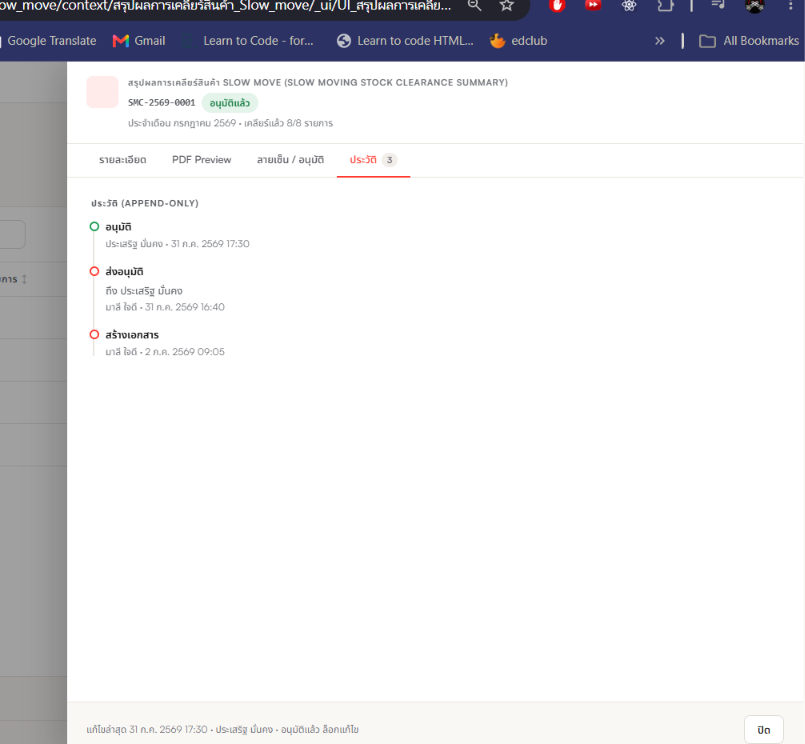 ow_move/context/สรุปผลการเคลียร์สินค้า_Slow_move/_ui/UI_สรุปผลการเคลีย...
Google Translate Gmail Learn to Code - for... Learn to code HTML... edclub » All Bookmarks
สรุปผลการเคลียร์สินค้า SLOW MOVE (SLOW MOVING STOCK CLEARANCE SUMMARY)
SMC-2569-0001 อนุมัติแล้ว
ประจำเดือน กรกฎาคม 2569 • เคลียร์แล้ว 8/8 รายการ
รายละเอียด PDF Preview ลายเซ็น / อนุมัติ ประวัติ 3
ประวัติ (APPEND-ONLY)
อนุมัติ
ประเสริฐ มั่นคง • 31 ก.ค. 2569 17:30
ส่งอนุมัติ
ถึง ประเสริฐ มั่นคง
มาลี ใจดี • 31 ก.ค. 2569 16:40
สร้างเอกสาร
มาลี ใจดี • 2 ก.ค. 2569 09:05
แก้ไขล่าสุด 31 ก.ค. 2569 17:30 • ประเสริฐ มั่นคง • อนุมัติแล้ว ล็อกแก้ไข
ปิด